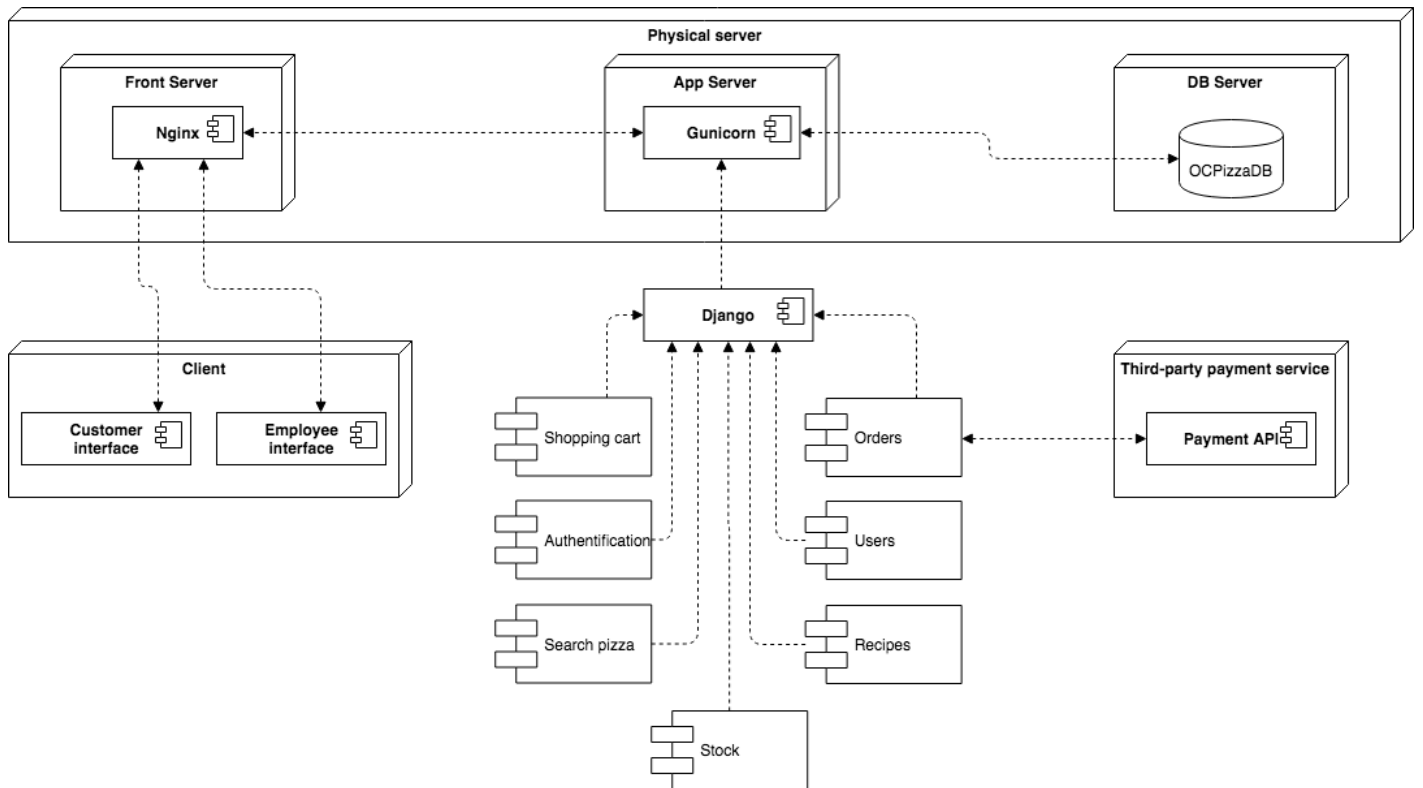 Physical server
Front Server
App Server
DB Server
Nginx
Gunicorn
OCPizzaDB
Django
Client
Third-party payment service
Customer
interface
Employee
interface
Shopping cart
Orders
Payment API
Authentification
Users
Search pizza
Recipes
Stock